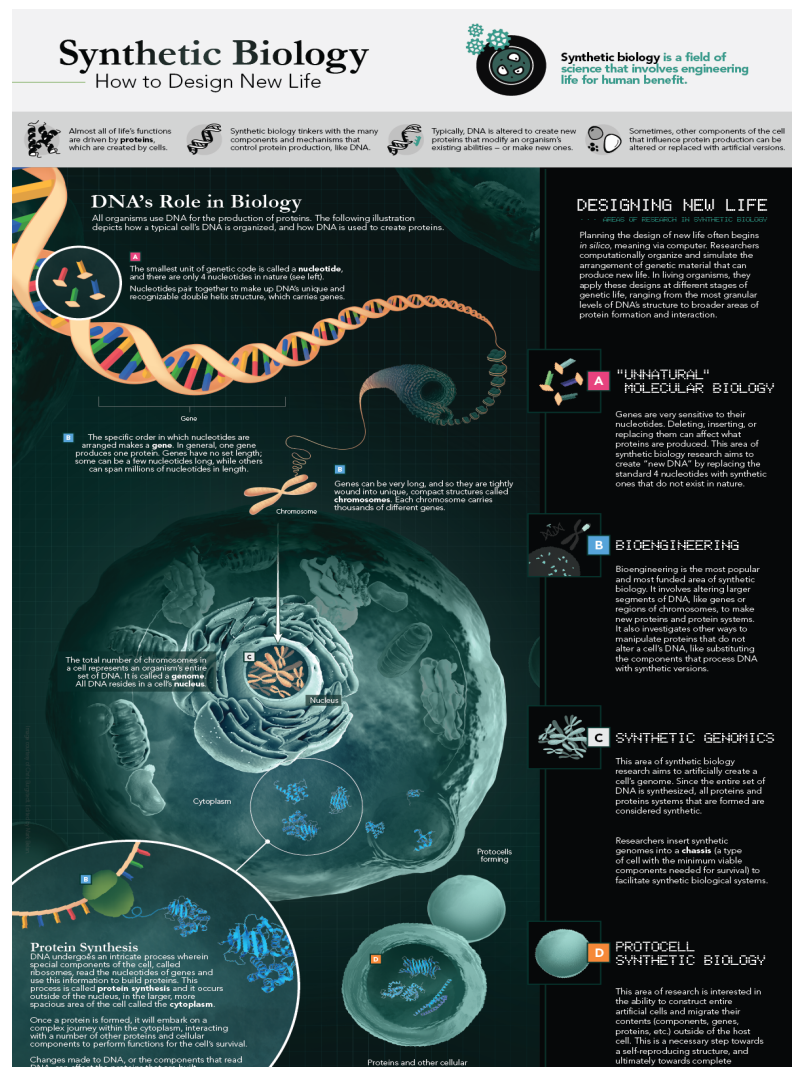 Synthetic Biology
How to Design New Life
Synthetic biology is a field of
science that involves engineering
life for human benefit.
Almost all of life's functions
are driven by proteins,
which are created by cells.
Synthetic biology tinkers with the many
components and mechanisms that
control protein production, like DNA.
Typically, DNA is altered to create new
proteins that modify an organism's
existing abilities – or make new ones.
Sometimes, other components of the cell
that influence protein production can be
altered or replaced with artificial versions.
DNA's Role in Biology
All organisms use DNA for the production of proteins. The following illustration
depicts how a typical cell's DNA is organized, and how DNA is used to create proteins.
A
The smallest unit of genetic code is called a nucleotide,
and there are only 4 nucleotides in nature (see left).
Nucleotides pair together to make up DNA's unique and
recognizable double helix structure, which carries genes.
Gene
B
The specific order in which nucleotides are
arranged makes a gene. In general, one gene
produces one protein. Genes have no set length;
some can be a few nucleotides long, while others
can span millions of nucleotides in length.
B
Genes can be very long, and so they are tightly
wound into unique, compact structures called
chromosomes. Each chromosome carries
thousands of different genes.
Chromosome
The total number of chromosomes in
a cell represents an organism's entire
set of DNA. It is called a genome.
All DNA resides in a cell's nucleus.
C
Nucleus
Cytoplasm
Protocells
forming
B
Protein Synthesis
DNA undergoes an intricate process wherein
special components of the cell, called
ribosomes, read the nucleotides of genes and
use this information to build proteins. This
process is called protein synthesis and it occurs
outside of the nucleus, in the larger, more
spacious area of the cell called the cytoplasm.
Once a protein is formed, it will embark on a
complex journey within the cytoplasm, interacting
with a number of other proteins and cellular
components to perform functions for the cell's survival.
Changes made to DNA, or the components that read
D
Proteins and other cellular
DESIGNING NEW LIFE
AREAS OF RESEARCH IN SYNTHETIC BIOLOGY
Planning the design of new life often begins
in silico, meaning via computer. Researchers
computationally organize and simulate the
arrangement of genetic material that can
produce new life. In living organisms, they
apply these designs at different stages of
genetic life, ranging from the most granular
levels of DNA's structure to broader areas of
protein formation and interaction.
A
"UNNATURAL"
MOLECULAR BIOLOGY
Genes are very sensitive to their
nucleotides. Deleting, inserting, or
replacing them can affect what
proteins are produced. This area of
synthetic biology research aims to
create "new DNA" by replacing the
standard 4 nucleotides with synthetic
ones that do not exist in nature.
B
BIOENGINEERING
Bioengineering is the most popular
and most funded area of synthetic
biology. It involves altering larger
segments of DNA, like genes or
regions of chromosomes, to make
new proteins and protein systems.
It also investigates other ways to
manipulate proteins that do not
alter a cell's DNA, like substituting
the components that process DNA
with synthetic versions.
C
SYNTHETIC GENOMICS
This area of synthetic biology
research aims to artificially create a
cell's genome. Since the entire set of
DNA is synthesized, all proteins and
proteins systems that are formed are
considered synthetic.
Researchers insert synthetic
genomes into a chassis (a type
of cell with the minimum viable
components needed for survival) to
facilitate synthetic biological systems.
D
PROTOCELL
SYNTHETIC BIOLOGY
This area of research is interested in
the ability to construct entire
artificial cells and migrate their
contents (components, genes,
proteins, etc.) outside of the host
cell. This is a necessary step towards
a self-reproducing structure, and
ultimately towards complete